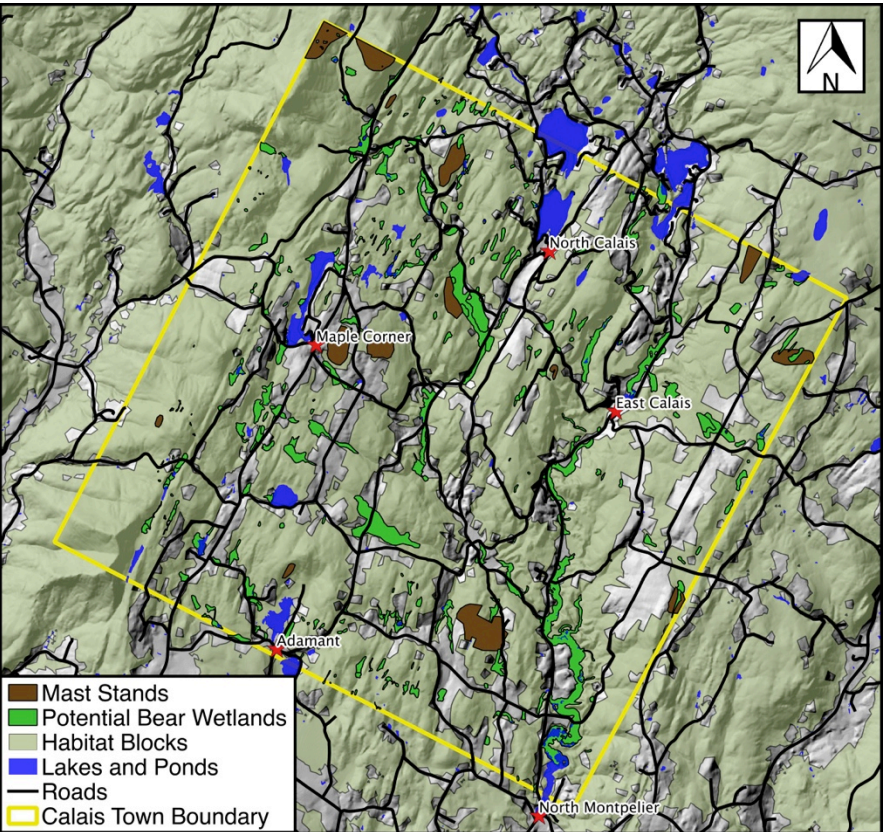 N
North Calais
Maple Corner
East Calais
Adamant
North Montpelier
Mast Stands
Potential Bear Wetlands
Habitat Blocks
Lakes and Ponds
Roads
Calais Town Boundary